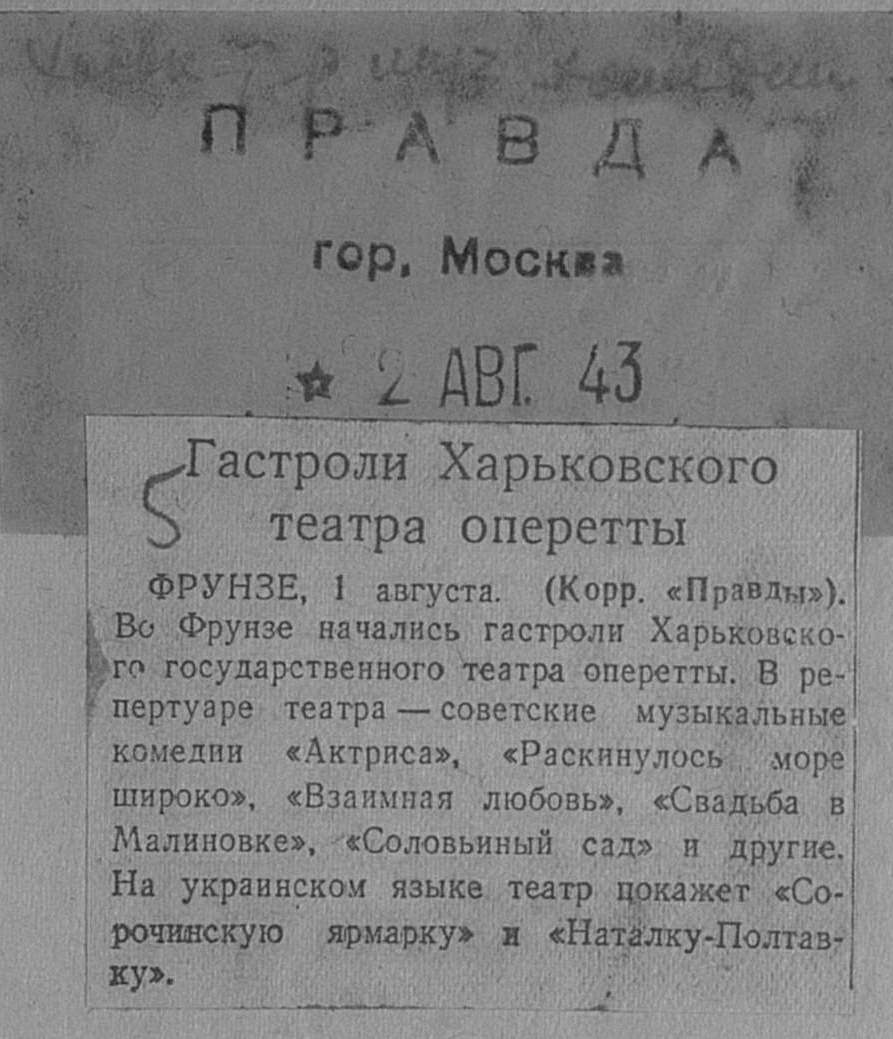 ПРАВДА
гор, Москва
2 АВГ. 43
Гастроли Харьковского
театра оперетты
ФРУНЗЕ, 1 августа. (Корр. «Правды»).
Во Фрунзе начались гастроли Харьковско-
го государственного театра оперетты. В ре-
пертуаре театра — советские музыкальные
комедии «Актриса», «Раскинулось море
широко», «Взаимная любовь», «Свадьба в
Малиновке», «Соловьиный сад» и другие.
На украинском языке театр покажет «Со-
рочинскую ярмарку» и «Наталку-Полтав-
ку».